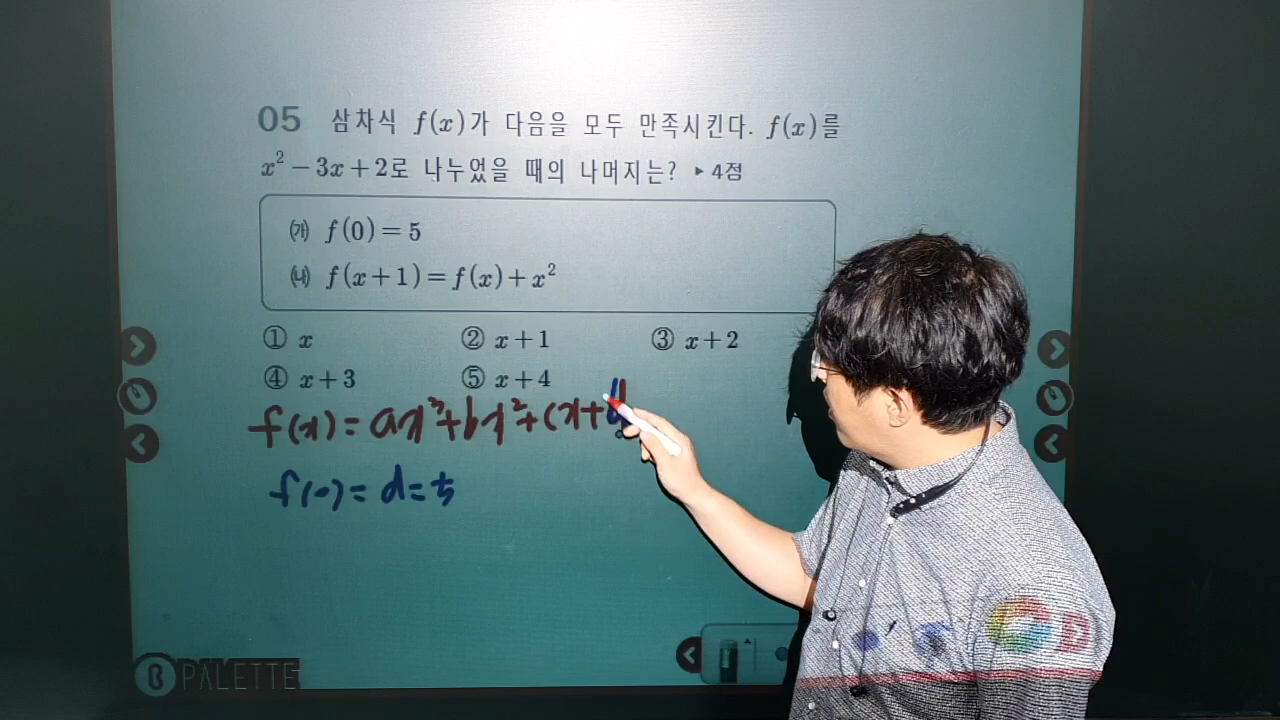 05 삼차식 f(x)가 다음을 모두 만족시킨다. f(x)를
x² − 3x + 2로 나누었을 때의 나머지는? ▸ 4점
㈎ f(0) = 5
㈏ f(x+1) = f(x) + x²
① x ② x+1 ③ x+2
④ x+3 ⑤ x+4
f(x) = ax³+bx²+cx+
f(0) = d = 5
B PALETTE